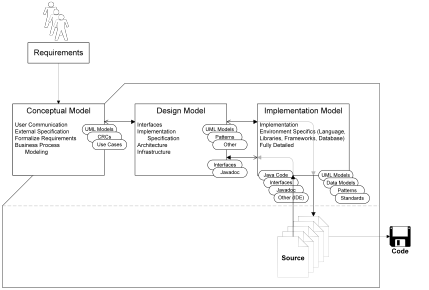 Requirements
Conceptual Model
User Communication
External Specification
Formalize Requirements
Business Process
Modeling
UML Models
CRCs
Use Cases
Design Model
Interfaces
Implementation
Specification
Architecture
Infrastructure
UML Models
Patterns
Other
Interfaces
Javadoc
Implementation Model
Implementation
Environment Specifics (Language,
Libraries, Frameworks, Database)
Fully Detailed
Java Code
Interfaces
Javadoc
Other (IDE)
UML Models
Data Models
Patterns
Standards
Source
Code